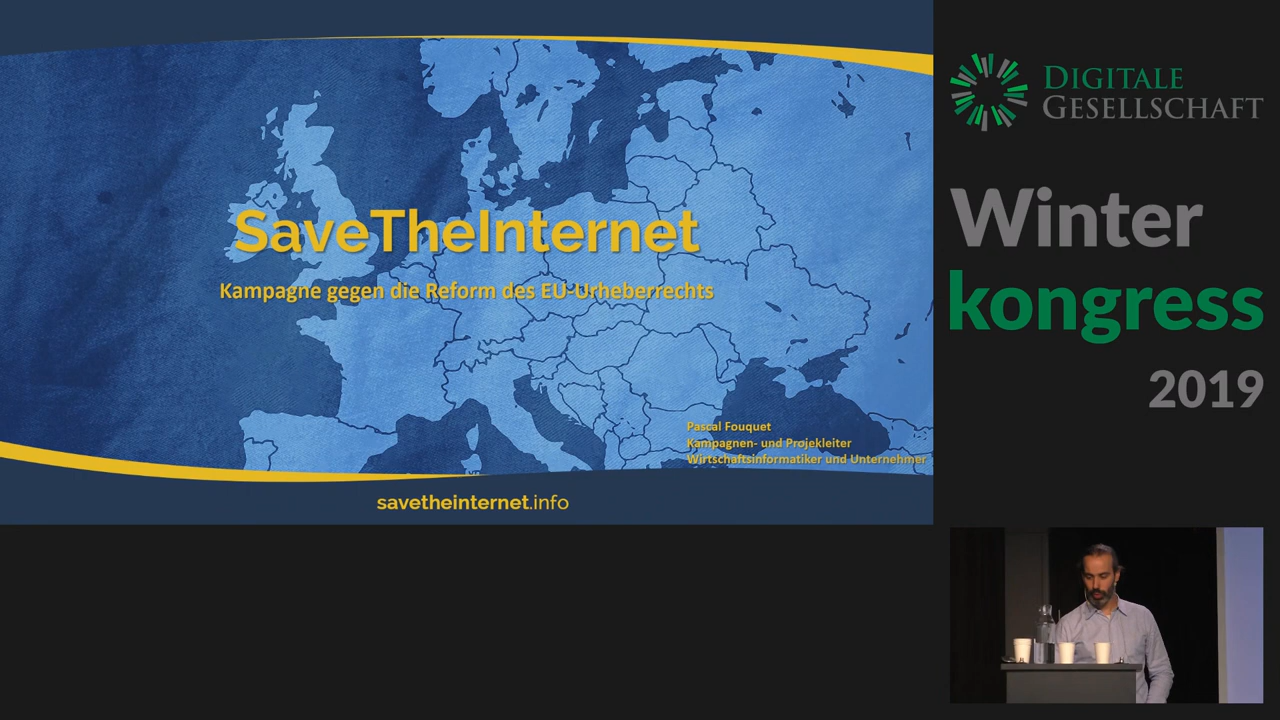 SaveTheInternet
Kampagne gegen die Reform des EU-Urheberrechts
Pascal Fouquet
Kampagnen- und Projekleiter
Wirtschaftsinformatiker und Unternehmer
savetheinternet.info
DIGITALE
GESELLSCHAFT
Winter
kongress
2019